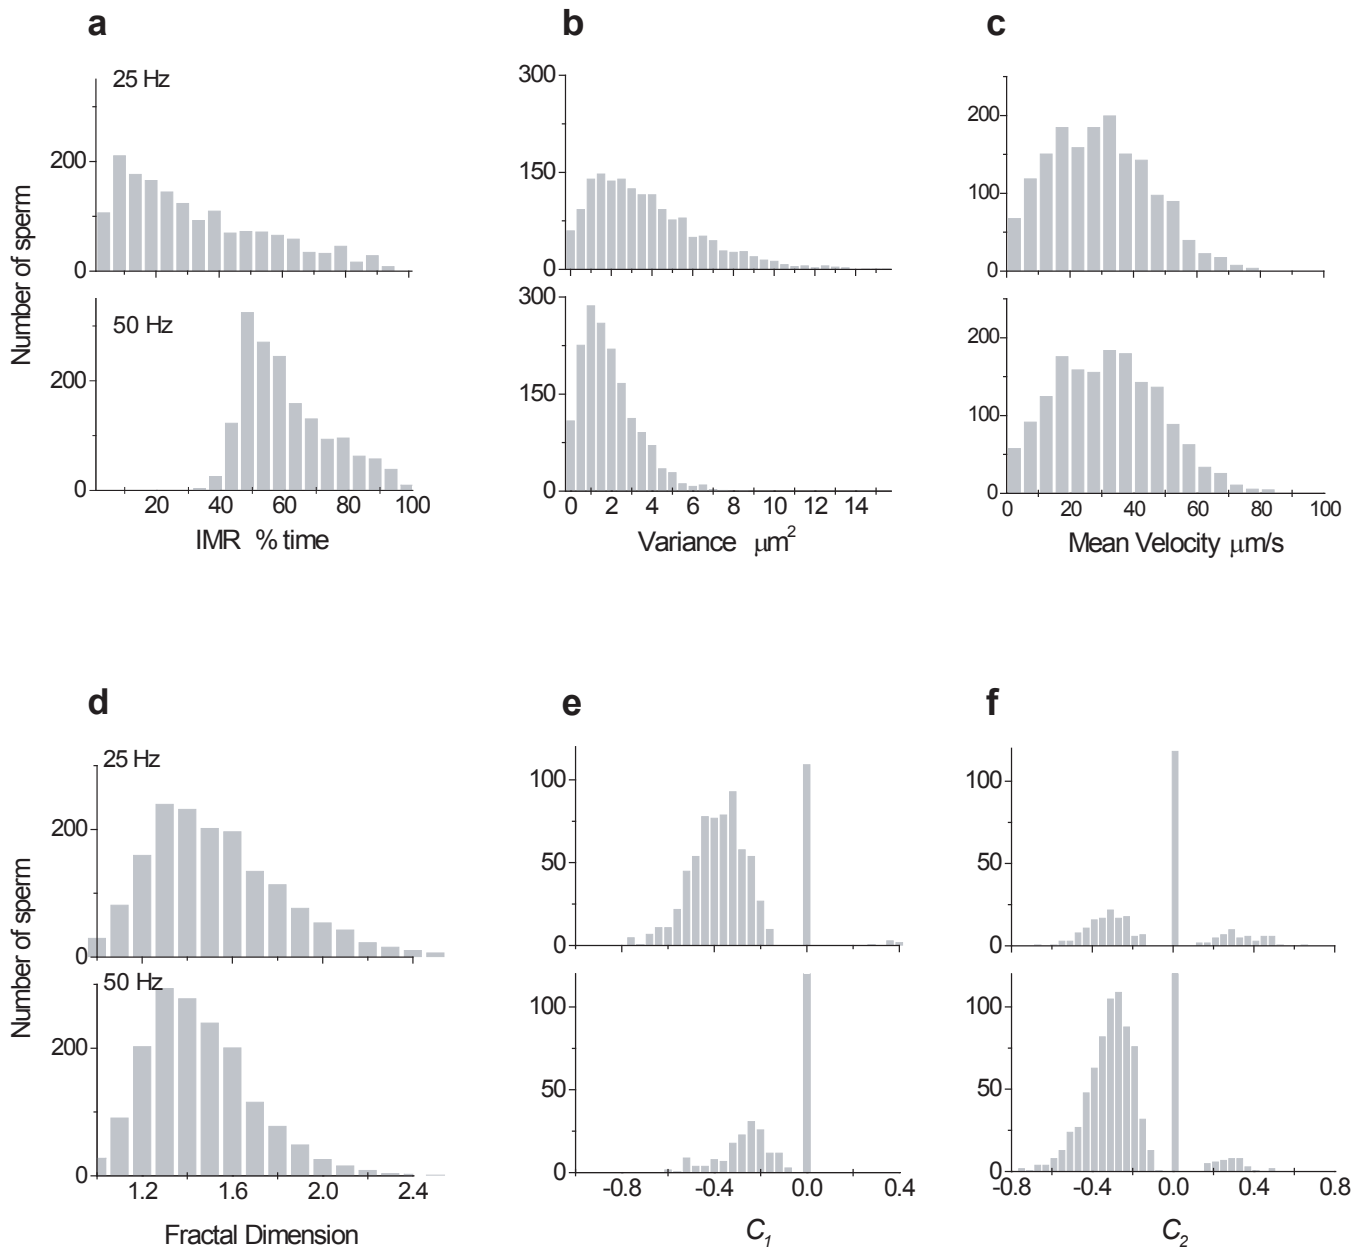 a
b
c
25 Hz
200
0
50 Hz
200
0
20 40 60 80 100
IMR % time
Number of sperm
300
150
0
300
150
0
0 2 4 6 8 10 12 14
Variance μm²
200
100
0
200
100
0
0 20 40 60 80 100
Mean Velocity μm/s
d
e
f
25 Hz
200
0
50 Hz
200
0
1.2 1.6 2.0 2.4
Fractal Dimension
Number of sperm
100
50
0
100
50
0
-0.8 -0.4 0.0 0.4
C₁
100
50
0
100
50
0
-0.8 -0.4 0.0 0.4 0.8
C₂